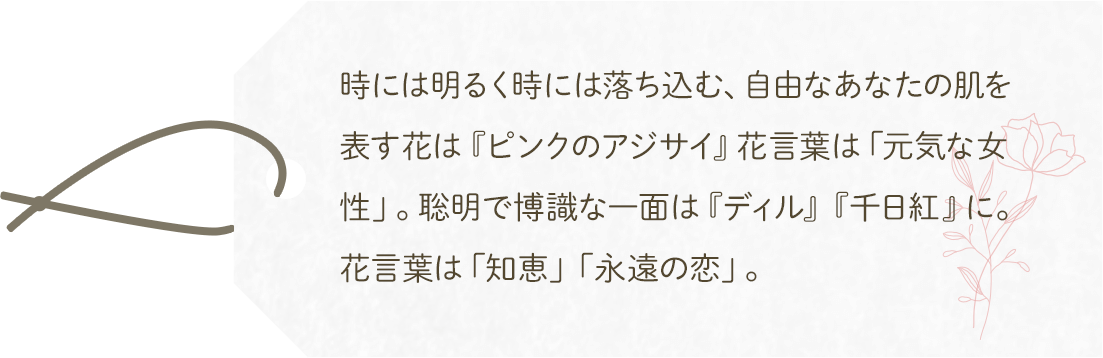 時には明るく時には落ち込む、自由なあなたの肌を
表す花は『ピンクのアジサイ』花言葉は「元気な女
性」。聡明で博識な一面は『ディル』『千日紅』に。
花言葉は「知恵」「永遠の恋」。